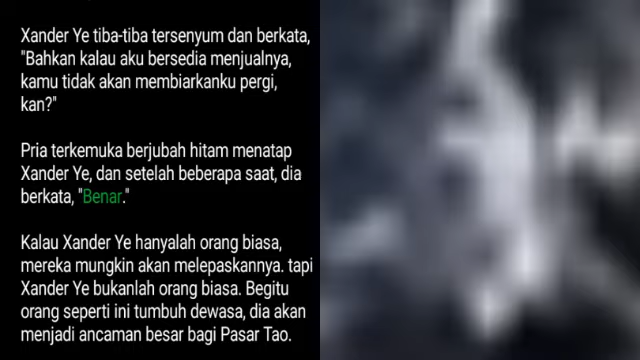 Xander Ye tiba-tiba tersenyum dan berkata,
"Bahkan kalau aku bersedia menjualnya,
kamu tidak akan membiarkanku pergi,
kan?"
Pria terkemuka berjubah hitam menatap
Xander Ye, dan setelah beberapa saat, dia
berkata, "Benar."
Kalau Xander Ye hanyalah orang biasa,
mereka mungkin akan melepaskannya. tapi
Xander Ye bukanlah orang biasa. Begitu
orang seperti ini tumbuh dewasa, dia akan
menjadi ancaman besar bagi Pasar Tao.